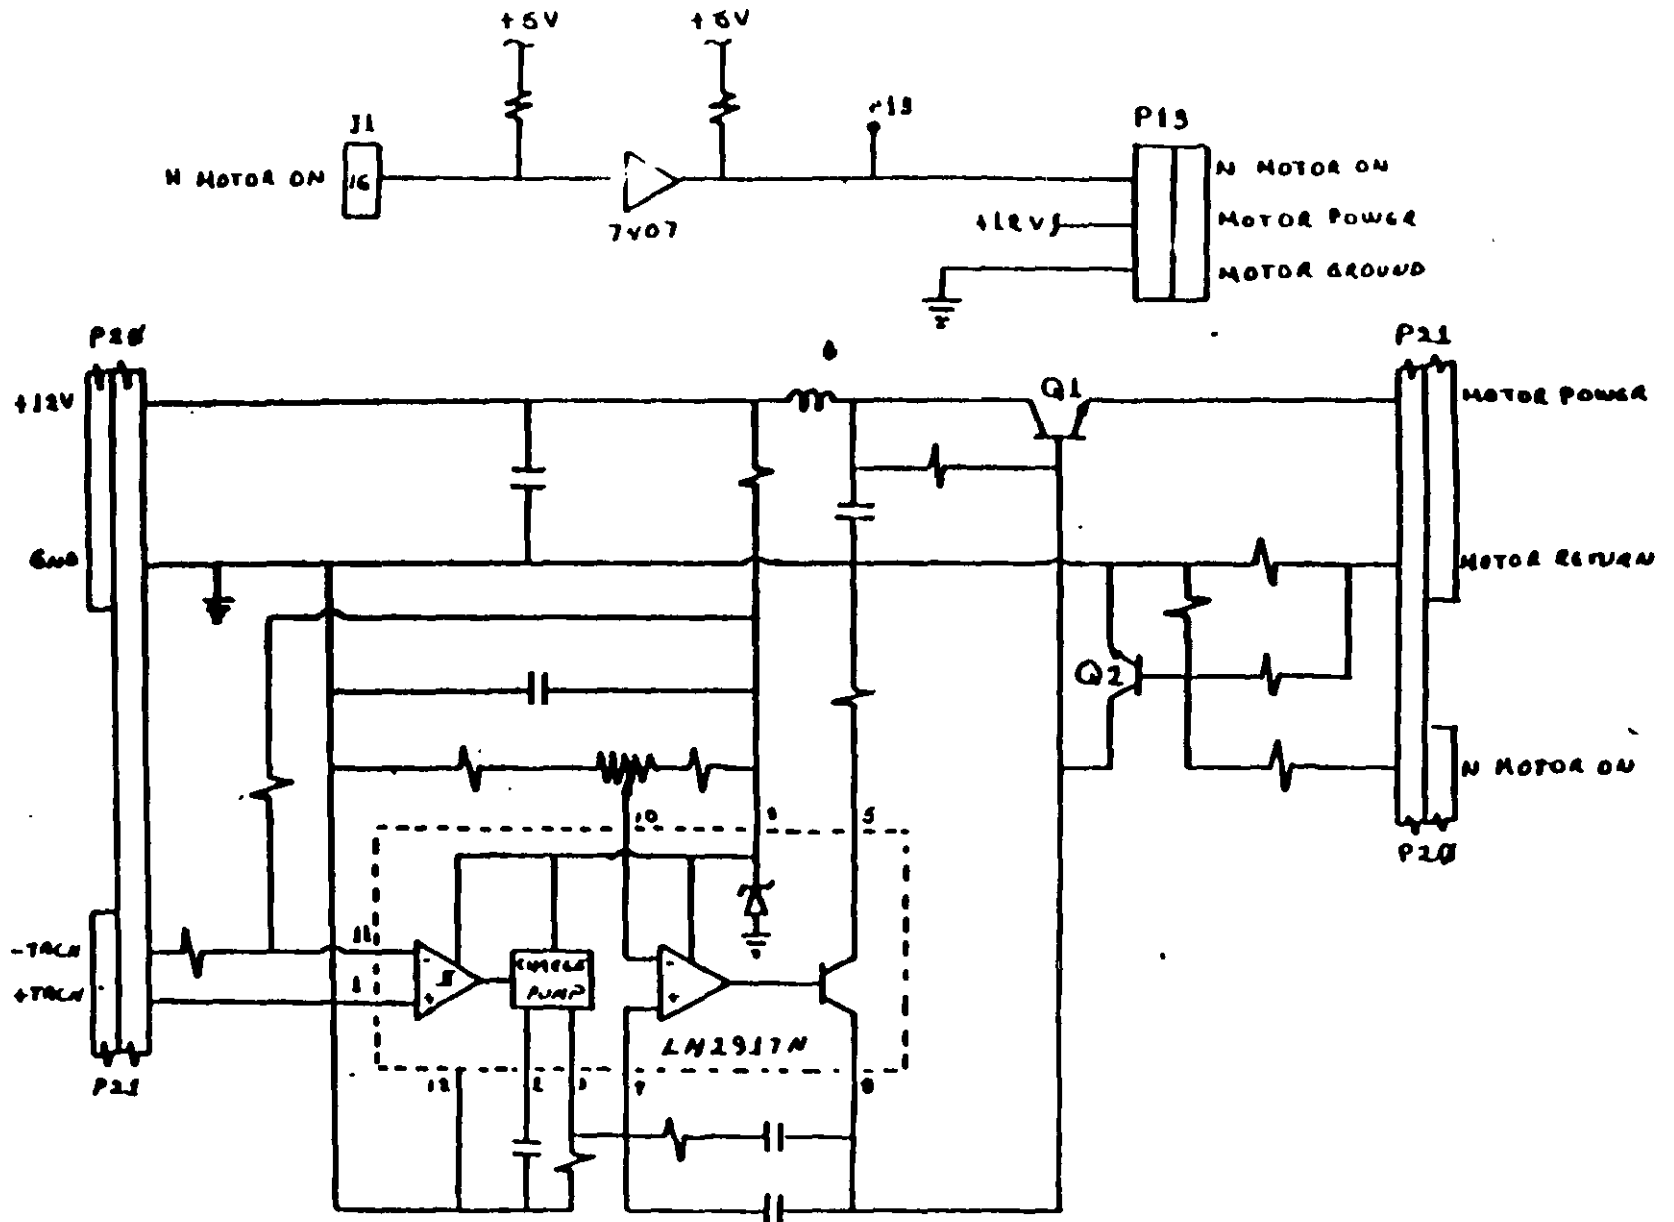 +5V
+5V
J1
P13
N MOTOR ON
16
7407
N MOTOR ON
+12V
MOTOR POWER
MOTOR GROUND
P20
P21
+12V
Q1
MOTOR POWER
GND
MOTOR RETURN
Q2
N MOTOR ON
10
9
5
P20
-TACH
11
+TACH
1
-
+
CHARGE
PUMP
-
+
LM2917N
P21
12
2
3
7
8